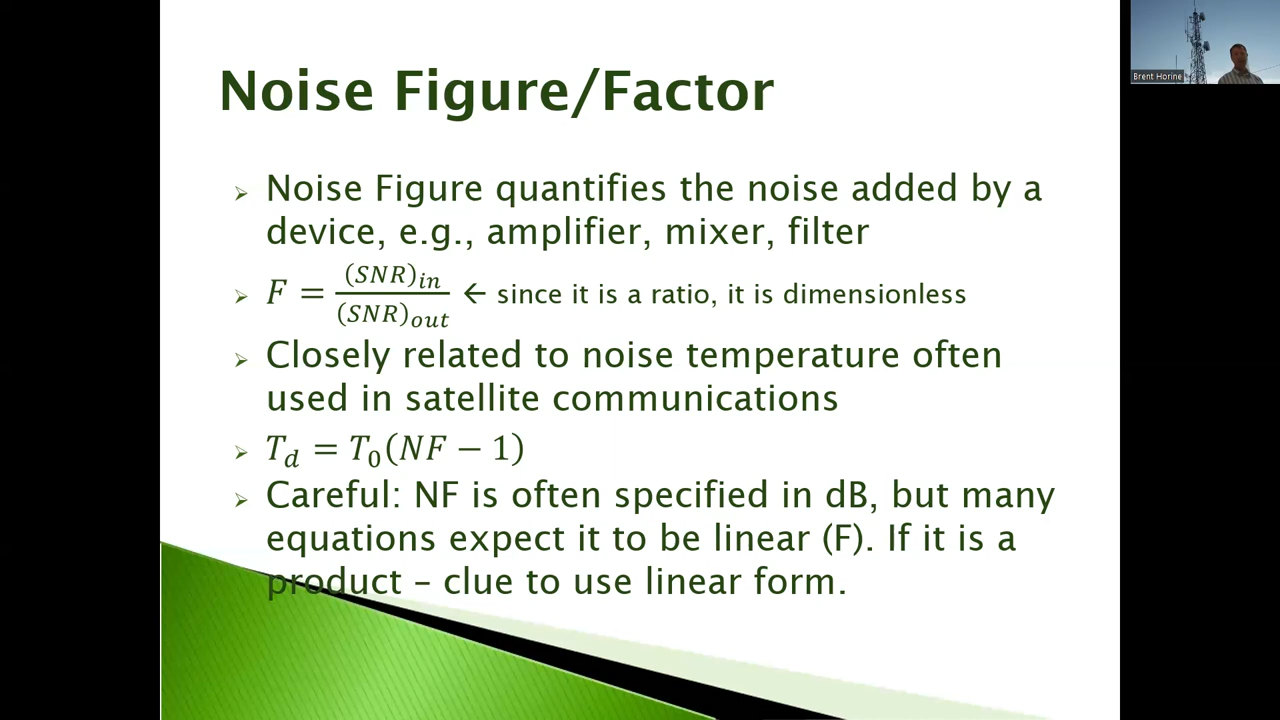 Noise Figure/Factor
Noise Figure quantifies the noise added by a
device, e.g., amplifier, mixer, filter
F = (SNR)in / (SNR)out ← since it is a ratio, it is dimensionless
Closely related to noise temperature often
used in satellite communications
Td = T0(NF − 1)
Careful: NF is often specified in dB, but many
equations expect it to be linear (F). If it is a
product – clue to use linear form.
Brent Horine